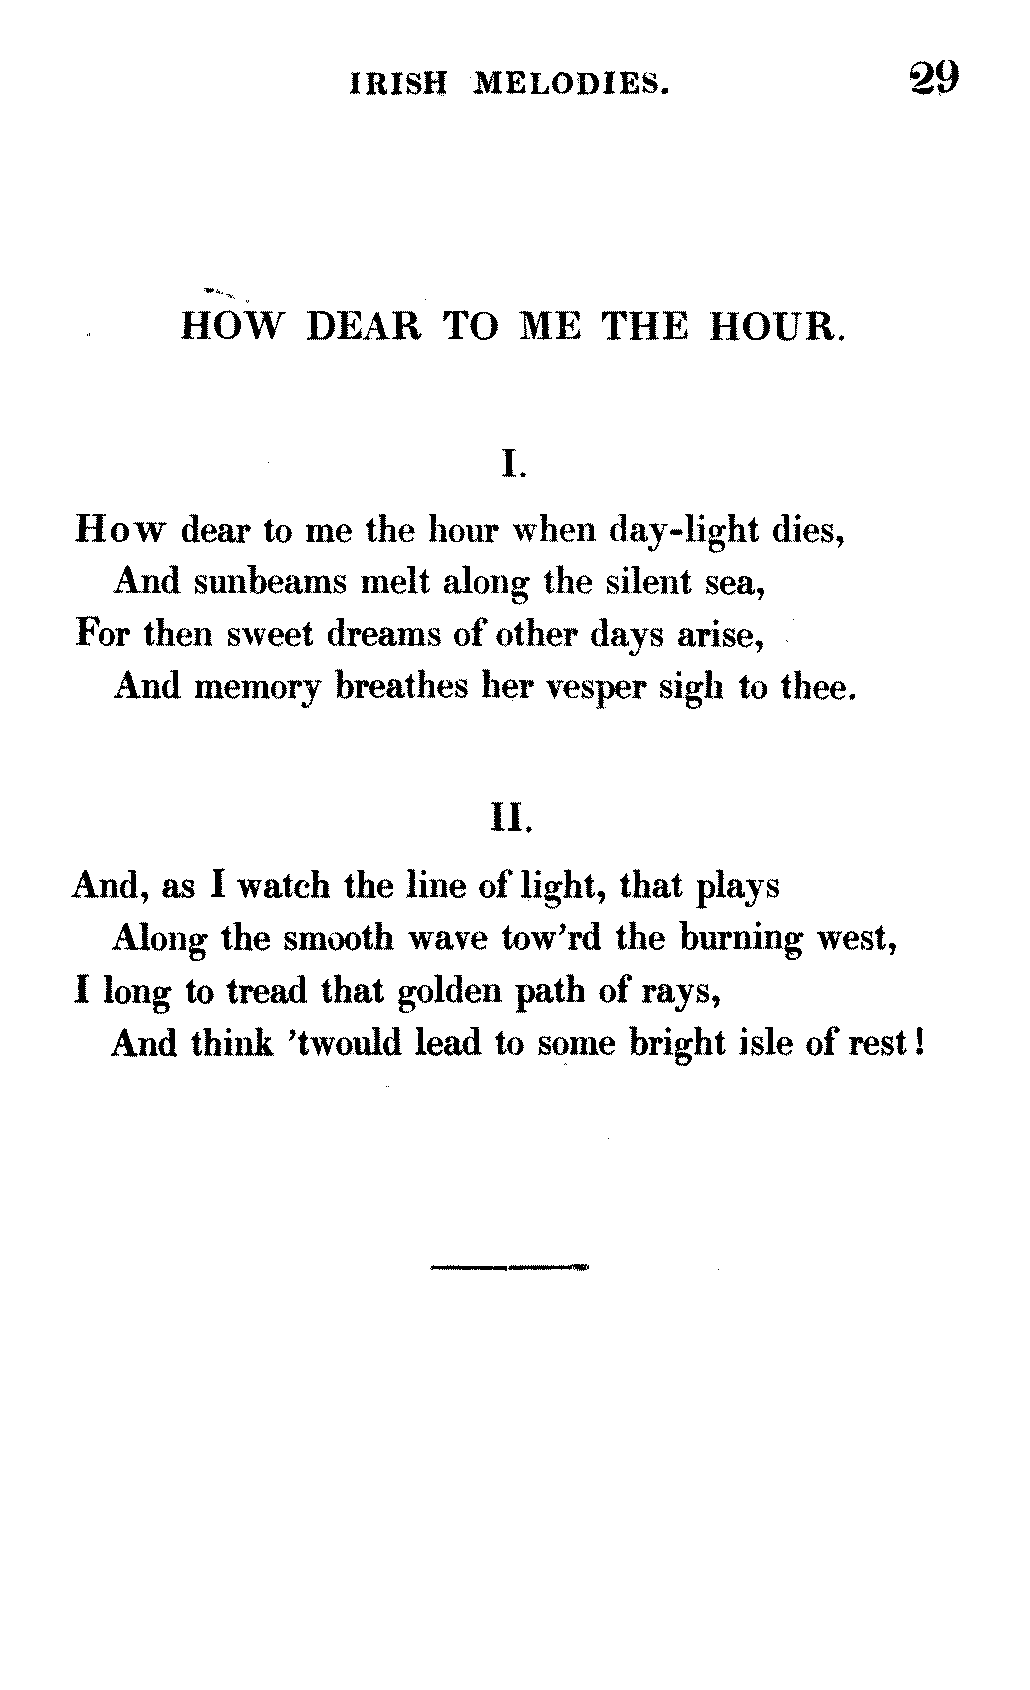 IRISH MELODIES. 29
HOW DEAR TO ME THE HOUR.
I.
How dear to me the hour when day-light dies,
And sunbeams melt along the silent sea,
For then sweet dreams of other days arise,
And memory breathes her vesper sigh to thee.
II.
And, as I watch the line of light, that plays
Along the smooth wave tow'rd the burning west,
I long to tread that golden path of rays,
And think 'twould lead to some bright isle of rest!